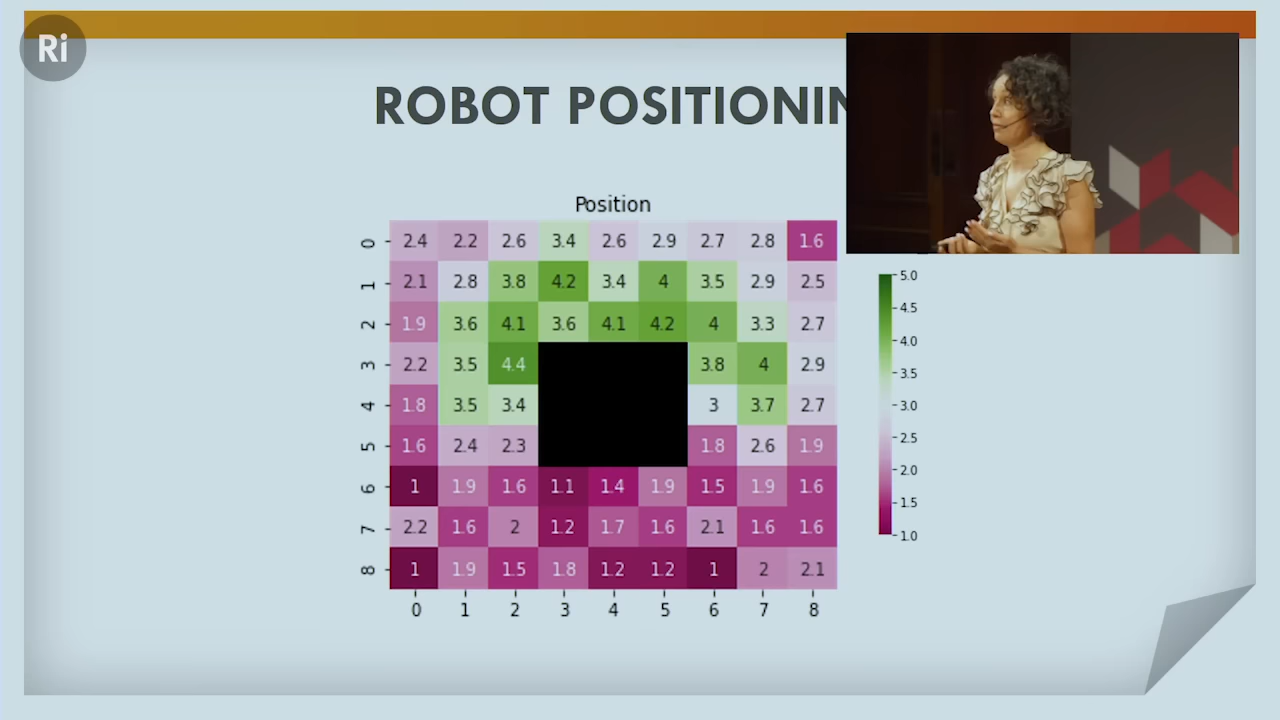 Ri
ROBOT POSITIONIN
Position
0 2.4 2.2 2.6 3.4 2.6 2.9 2.7 2.8 1.6
1 2.1 2.8 3.8 4.2 3.4 4 3.5 2.9 2.5
2 1.9 3.6 4.1 3.6 4.1 4.2 4 3.3 2.7
3 2.2 3.5 4.4 3.8 4 2.9
4 1.8 3.5 3.4 3 3.7 2.7
5 1.6 2.4 2.3 1.8 2.6 1.9
6 1 1.9 1.6 1.1 1.4 1.9 1.5 1.9 1.6
7 2.2 1.6 2 1.2 1.7 1.6 2.1 1.6 1.6
8 1 1.9 1.5 1.8 1.2 1.2 1 2 2.1
0 1 2 3 4 5 6 7 8
5.0
4.5
4.0
3.5
3.0
2.5
2.0
1.5
1.0